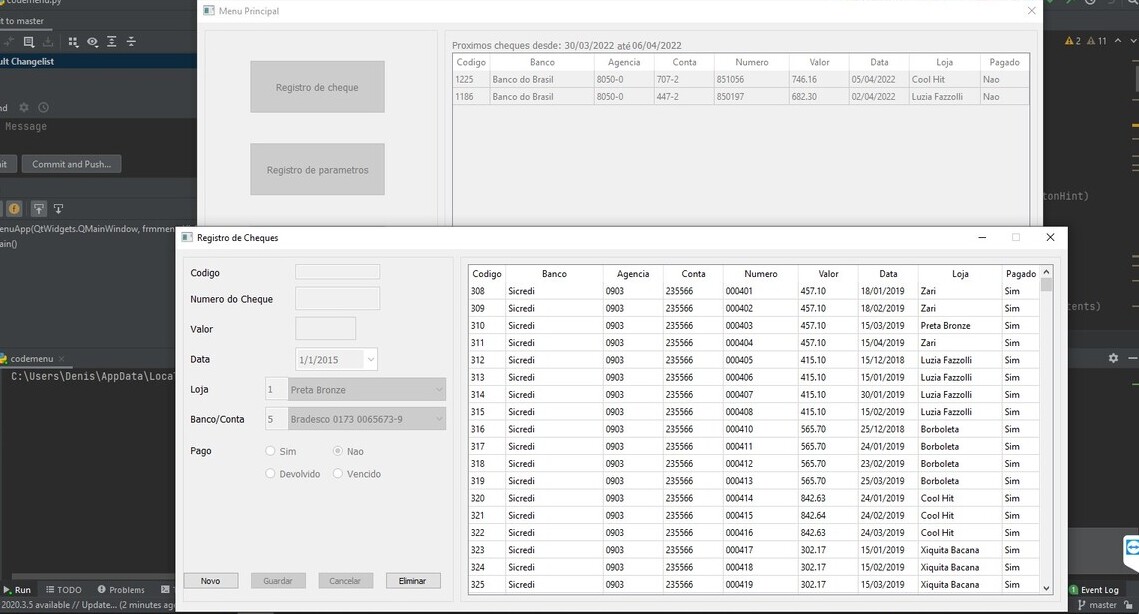 codemenu.py
Menu Principal
it to master
ult Changelist
nd
Message
it
Commit and Push...
enuApp(QtWidgets.QMainWindow, frmmen
ain()
2 11
Registro de cheque
Registro de parametros
Proximos cheques desde: 30/03/2022 até 06/04/2022
Codigo Banco Agencia Conta Numero Valor Data Loja Pagado
1225 Banco do Brasil 8050-0 707-2 851056 746.16 05/04/2022 Cool Hit Nao
1186 Banco do Brasil 8050-0 447-2 850197 682.30 02/04/2022 Luzia Fazzolli Nao
tonHint)
tents)
Registro de Cheques
Codigo
Numero do Cheque
Valor
Data 1/1/2015
Loja 1 Preta Bronze
Banco/Conta 5 Bradesco 0173 0065673-9
Pago Sim Nao
Devolvido Vencido
Novo Guardar Cancelar Eliminar
Codigo Banco Agencia Conta Numero Valor Data Loja Pagado
308 Sicredi 0903 235566 000401 457.10 18/01/2019 Zari Sim
309 Sicredi 0903 235566 000402 457.10 18/02/2019 Zari Sim
310 Sicredi 0903 235566 000403 457.10 15/03/2019 Preta Bronze Sim
311 Sicredi 0903 235566 000404 457.10 15/04/2019 Zari Sim
312 Sicredi 0903 235566 000405 415.10 15/12/2018 Luzia Fazzolli Sim
313 Sicredi 0903 235566 000406 415.10 15/01/2019 Luzia Fazzolli Sim
314 Sicredi 0903 235566 000407 415.10 30/01/2019 Luzia Fazzolli Sim
315 Sicredi 0903 235566 000408 415.10 15/02/2019 Luzia Fazzolli Sim
316 Sicredi 0903 235566 000410 565.70 25/12/2018 Borboleta Sim
317 Sicredi 0903 235566 000411 565.70 24/01/2019 Borboleta Sim
318 Sicredi 0903 235566 000412 565.70 23/02/2019 Borboleta Sim
319 Sicredi 0903 235566 000413 565.70 25/03/2019 Borboleta Sim
320 Sicredi 0903 235566 000414 842.63 24/01/2019 Cool Hit Sim
321 Sicredi 0903 235566 000415 842.64 24/02/2019 Cool Hit Sim
322 Sicredi 0903 235566 000416 842.63 24/03/2019 Cool Hit Sim
323 Sicredi 0903 235566 000417 302.17 15/01/2019 Xiquita Bacana Sim
324 Sicredi 0903 235566 000418 302.17 15/02/2019 Xiquita Bacana Sim
325 Sicredi 0903 235566 000419 302.17 15/03/2019 Xiquita Bacana Sim
codemenu
C:\Users\Denis\AppData\Loca
Run TODO Problems
1 Event Log
2020.3.5 available // Update... (2 minutes ago
master